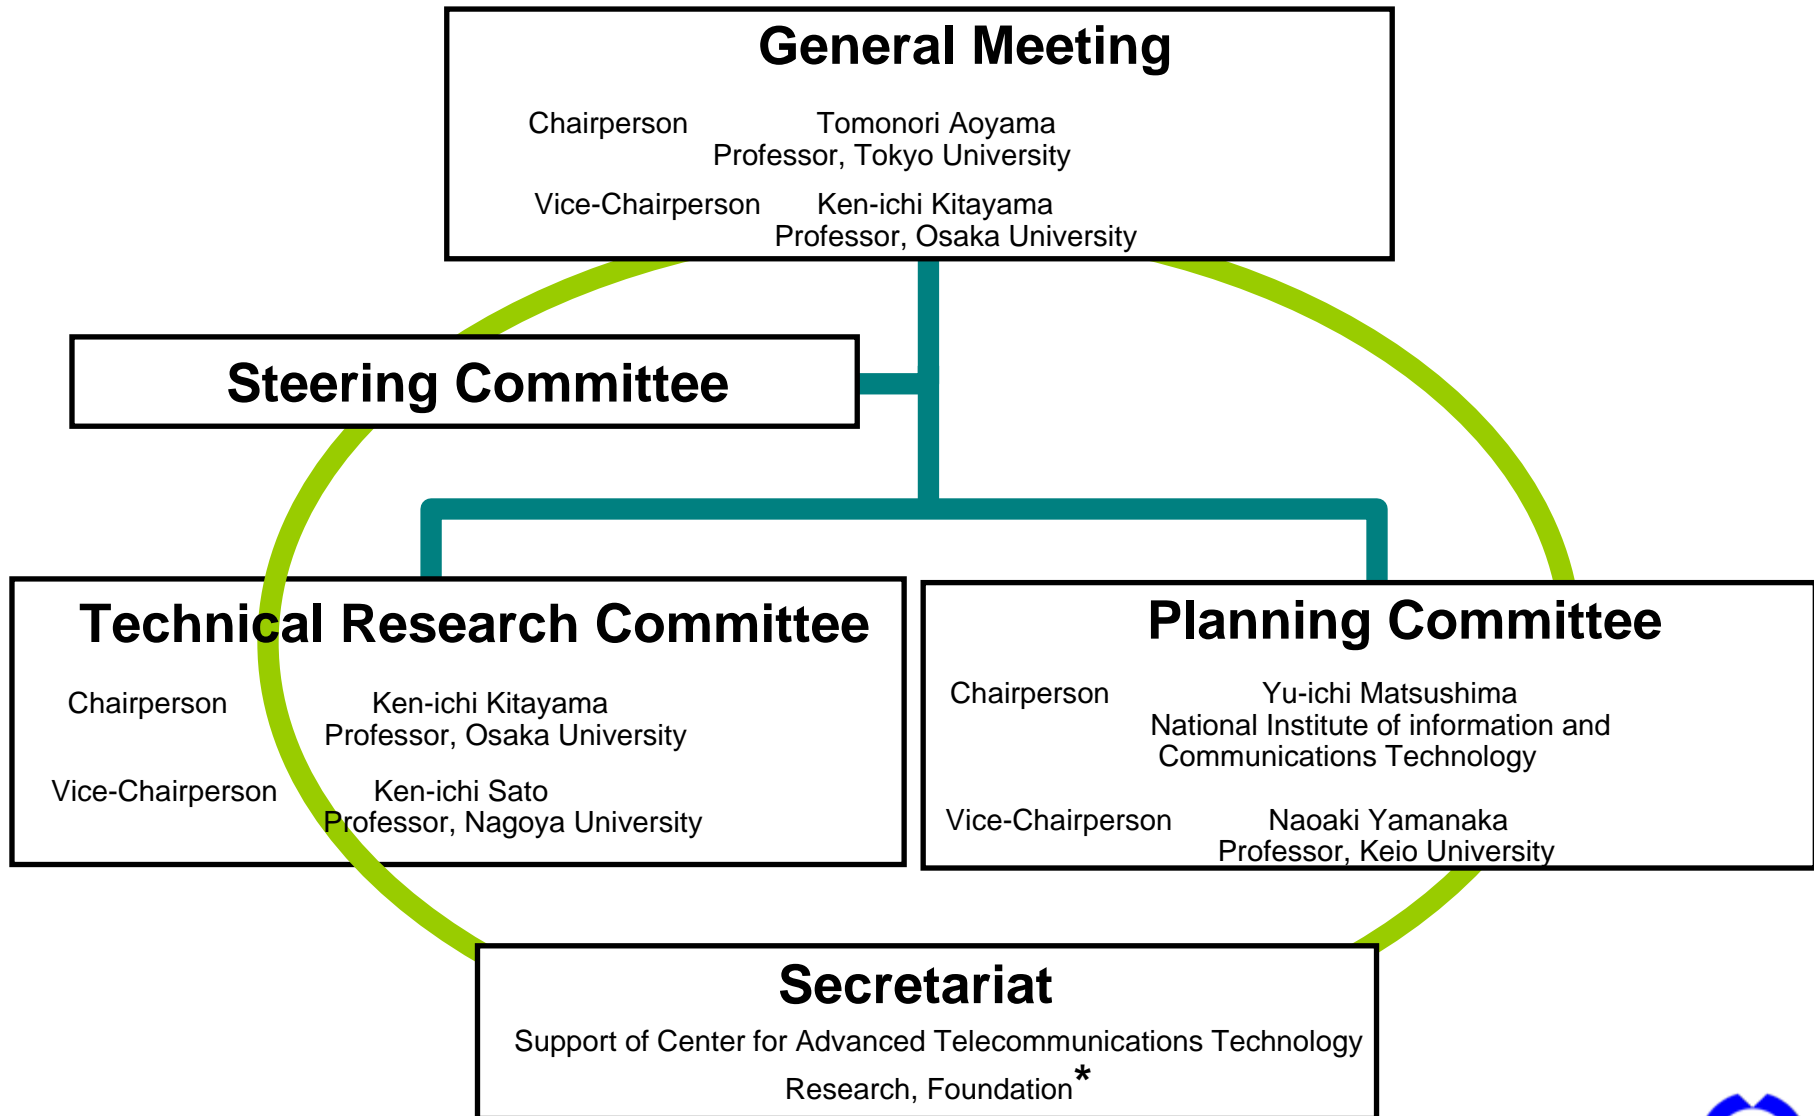 General Meeting
Chairperson Tomonori Aoyama
Professor, Tokyo University
Vice-Chairperson Ken-ichi Kitayama
Professor, Osaka University
Steering Committee
Technical Research Committee
Chairperson Ken-ichi Kitayama
Professor, Osaka University
Vice-Chairperson Ken-ichi Sato
Professor, Nagoya University
Planning Committee
Chairperson Yu-ichi Matsushima
National Institute of information and
Communications Technology
Vice-Chairperson Naoaki Yamanaka
Professor, Keio University
Secretariat
Support of Center for Advanced Telecommunications Technology
Research, Foundation*